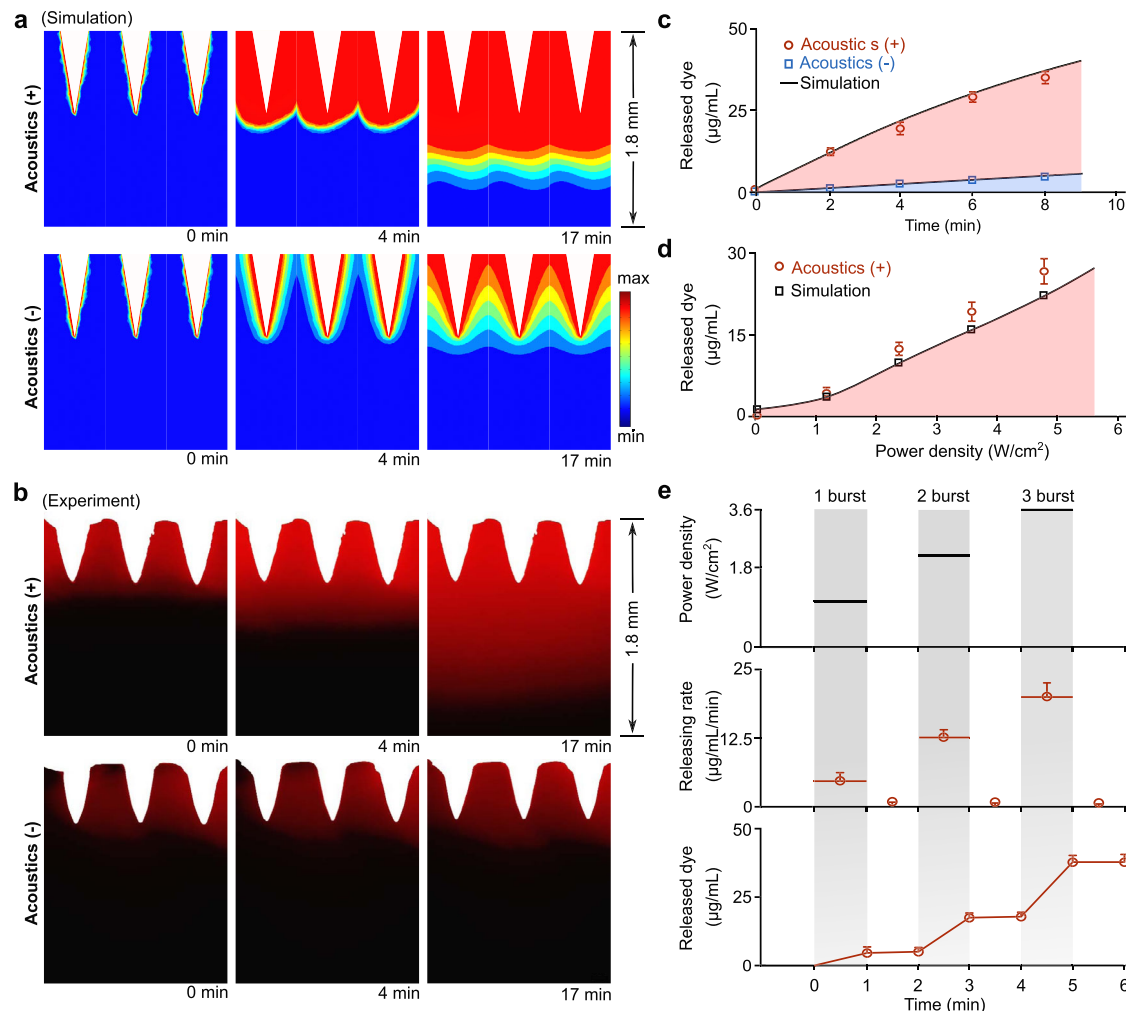 a (Simulation)
Acoustics (+)
0 min
4 min
17 min
1.8 mm
Acoustics (-)
max
min
0 min
4 min
17 min
b (Experiment)
Acoustics (+)
0 min
4 min
17 min
1.8 mm
Acoustics (-)
0 min
4 min
17 min
c
50
25
0
Released dye
(µg/mL)
Acoustic s (+)
Acoustics (-)
Simulation
0 2 4 6 8 10
Time (min)
d
30
15
0
Released dye
(µg/mL)
Acoustics (+)
Simulation
0 1 2 3 4 5 6
Power density (W/cm²)
e
1 burst 2 burst 3 burst
3.6
1.8
0
Power density
(W/cm²)
25
12.5
0
Releasing rate
(µg/mL/min)
50
25
0
Released dye
(µg/mL)
0 1 2 3 4 5 6
Time (min)